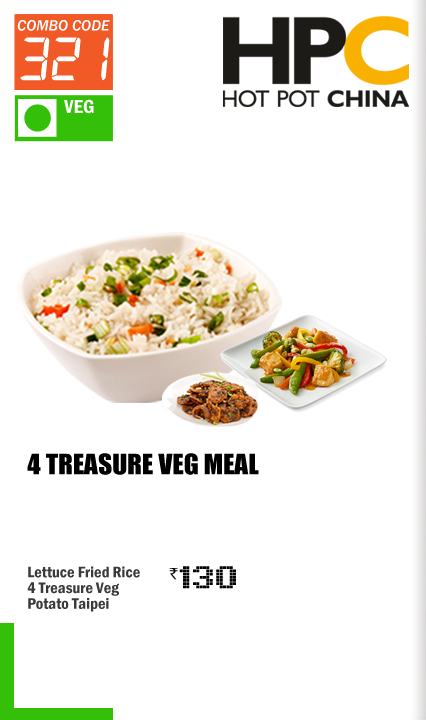 COMBO CODE
321
VEG
HPC
HOT POT CHINA
4 TREASURE VEG MEAL
Lettuce Fried Rice
4 Treasure Veg
Potato Taipei
₹130